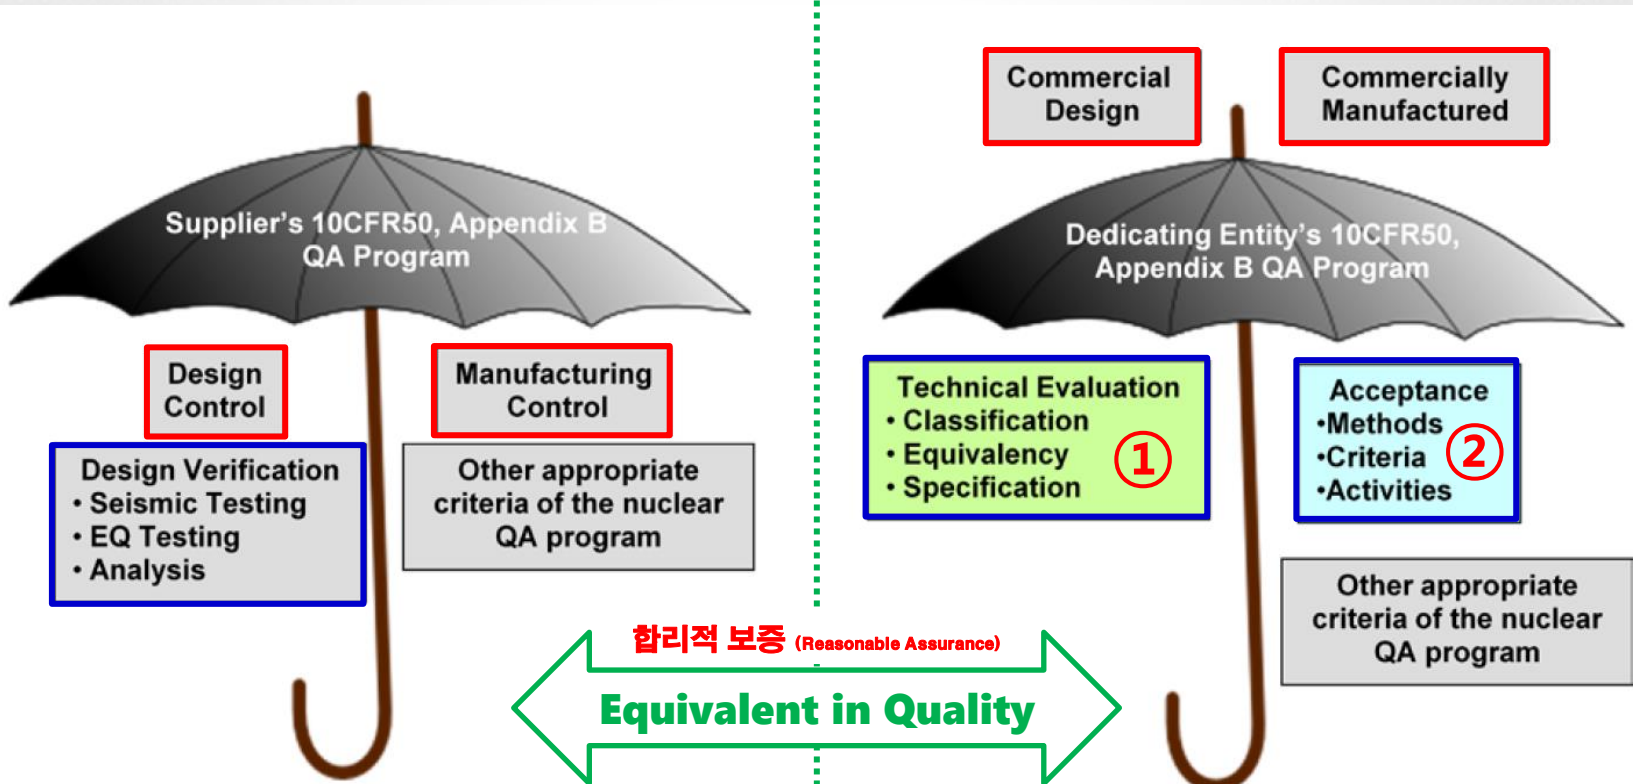 Supplier's 10CFR50, Appendix B
QA Program
Design
Control
Manufacturing
Control
Design Verification
• Seismic Testing
• EQ Testing
• Analysis
Other appropriate
criteria of the nuclear
QA program
Commercial
Design
Commercially
Manufactured
Dedicating Entity's 10CFR50,
Appendix B QA Program
Technical Evaluation
• Classification
• Equivalency
• Specification
①
Acceptance
•Methods
•Criteria
•Activities
②
Other appropriate
criteria of the nuclear
QA program
합리적 보증 (Reasonable Assurance)
Equivalent in Quality